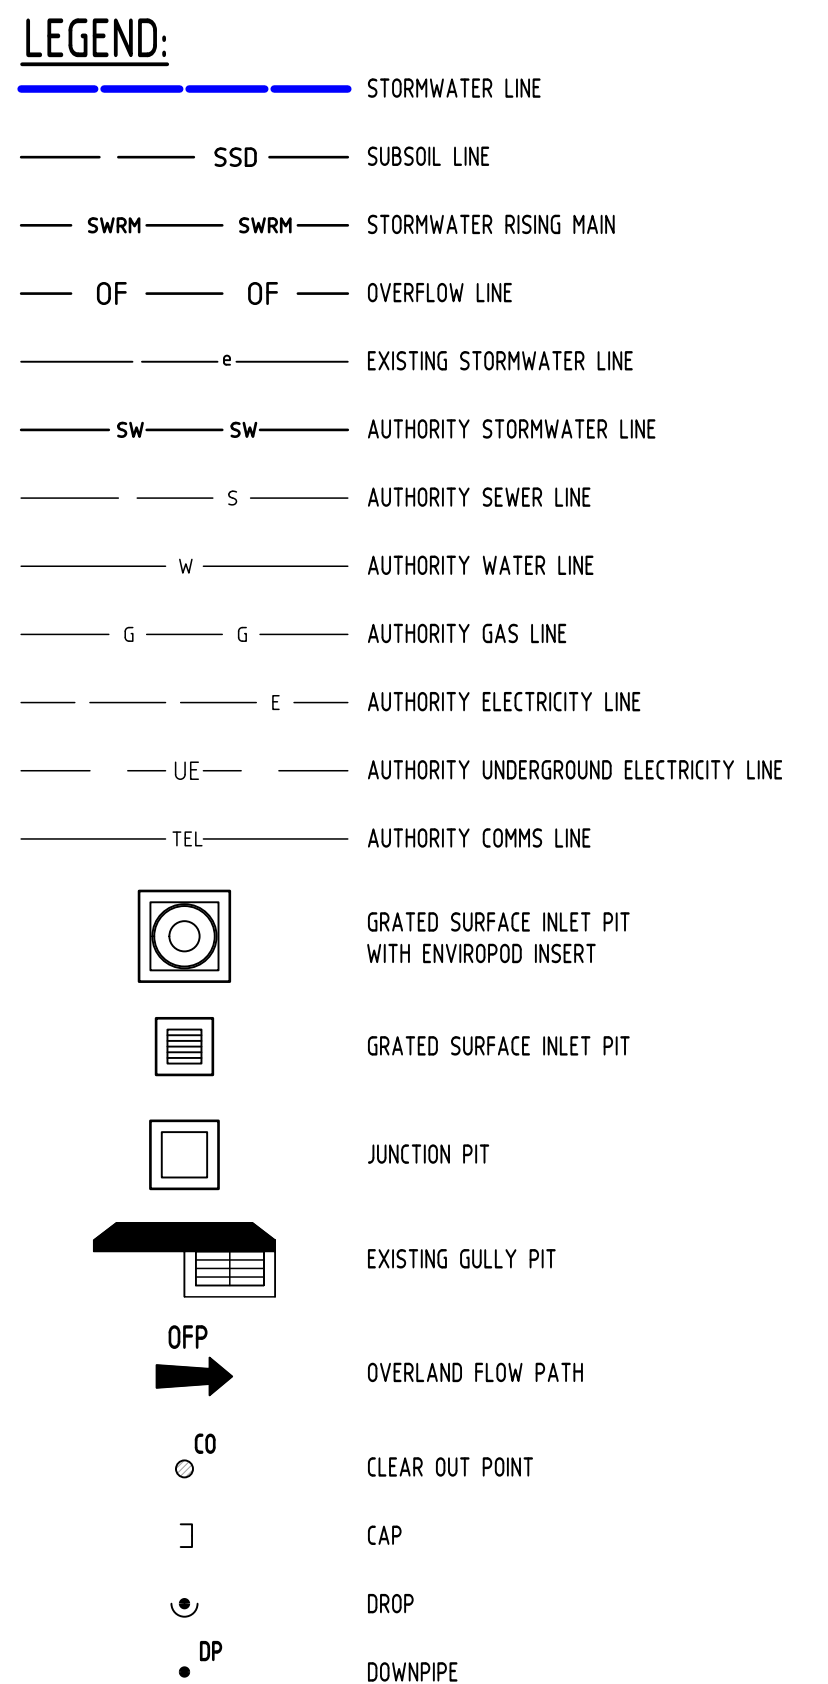 LEGEND:
STORMWATER LINE
SSD SUBSOIL LINE
SWRM SWRM STORMWATER RISING MAIN
OF OF OVERFLOW LINE
e EXISTING STORMWATER LINE
SW SW AUTHORITY STORMWATER LINE
S AUTHORITY SEWER LINE
W AUTHORITY WATER LINE
G G AUTHORITY GAS LINE
E AUTHORITY ELECTRICITY LINE
UE AUTHORITY UNDERGROUND ELECTRICITY LINE
TEL AUTHORITY COMMS LINE
GRATED SURFACE INLET PIT
WITH ENVIROPOD INSERT
GRATED SURFACE INLET PIT
JUNCTION PIT
EXISTING GULLY PIT
OFP
OVERLAND FLOW PATH
CO
CLEAR OUT POINT
CAP
DROP
DP
DOWNPIPE